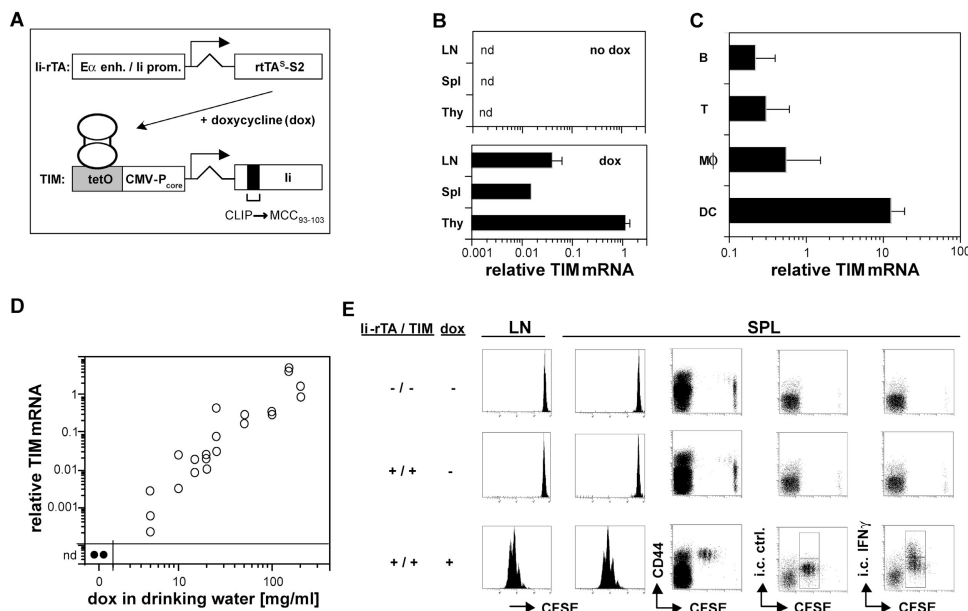 A
Ii-rTA:
Eα enh. / Ii prom.
rtTAS-S2
+ doxycycline (dox)
TIM:
tetO
CMV-Pcore
Ii
CLIP→MCC93-103
B
LN
nd
no dox
Spl
nd
Thy
nd
LN
dox
Spl
Thy
0.001
0.01
0.1
1
relative TIM mRNA
C
B
T
MΦ
DC
0.1
1
10
100
relative TIM mRNA
D
relative TIM mRNA
1
0.1
0.01
0.001
nd
0
10
100
dox in drinking water [mg/ml]
E
Ii-rTA / TIM
dox
LN
SPL
- / -
-
+ / +
-
+ / +
+
CFSE
CFSE
CD44
CFSE
i.c. ctrl.
CFSE
i.c. IFNγ
CFSE